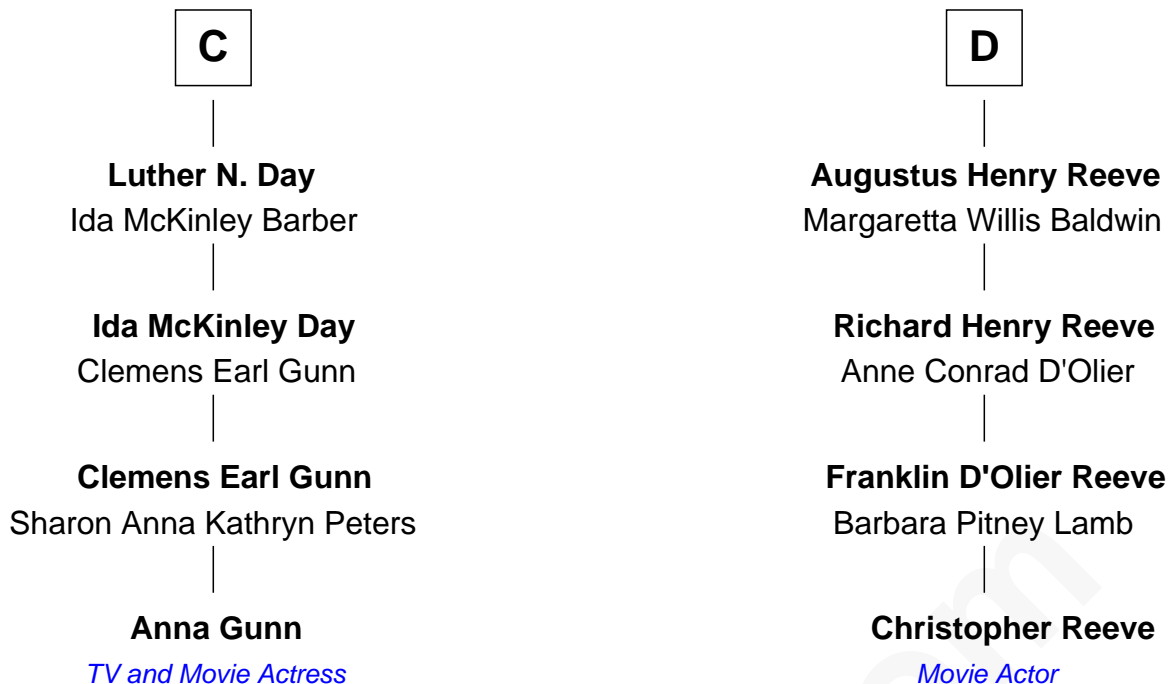 C
D
Luther N. Day
Ida McKinley Barber
Augustus Henry Reeve
Margaretta Willis Baldwin
Ida McKinley Day
Clemens Earl Gunn
Richard Henry Reeve
Anne Conrad D'Olier
Clemens Earl Gunn
Sharon Anna Kathryn Peters
Franklin D'Olier Reeve
Barbara Pitney Lamb
Anna Gunn
TV and Movie Actress
Christopher Reeve
Movie Actor
om